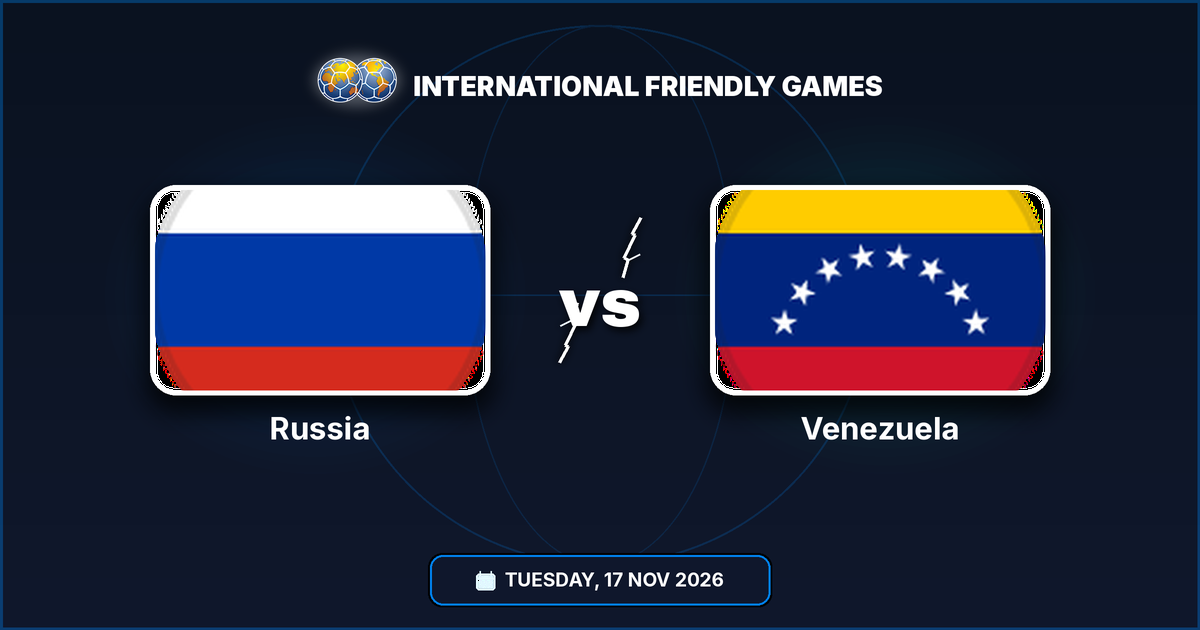 INTERNATIONAL FRIENDLY GAMES
vs
Russia
Venezuela
TUESDAY, 17 NOV 2026